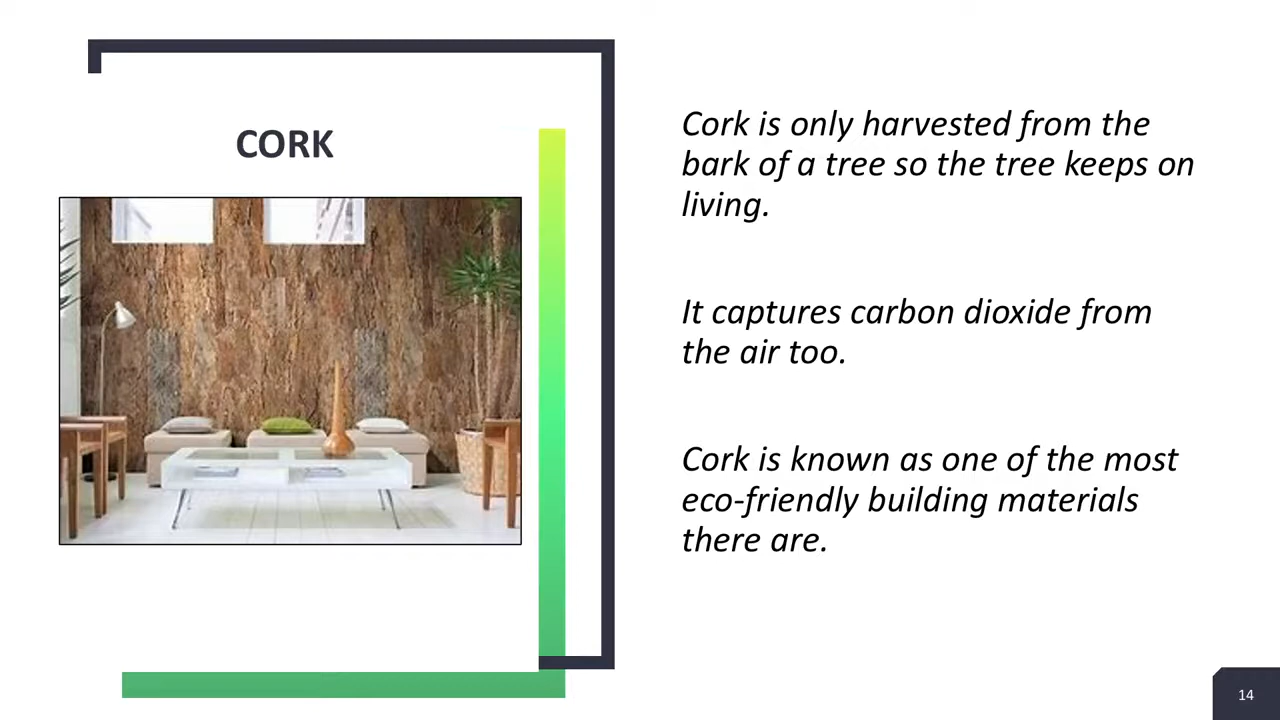 CORK
Cork is only harvested from the
bark of a tree so the tree keeps on
living.
It captures carbon dioxide from
the air too.
Cork is known as one of the most
eco-friendly building materials
there are.
14